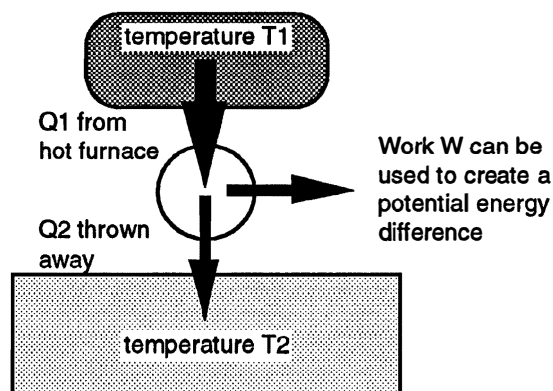 temperature T1
Q1 from
hot furnace
Work W can be
used to create a
potential energy
difference
Q2 thrown
away
temperature T2